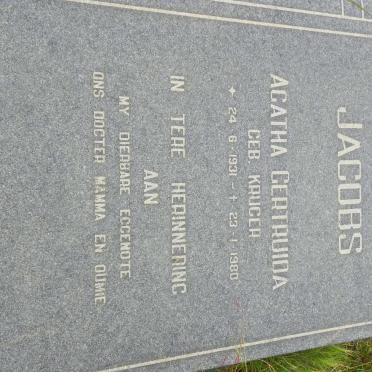 JACOBS
AGATHA GERTRUIDA
GEB. KRUGER
✦ 24·6·1931 – † 23·1·1980
IN TERE HERINNERING
AAN
MY DIERBARE EGGENOTE
ONS DOGTER MAMMA EN OUMIE